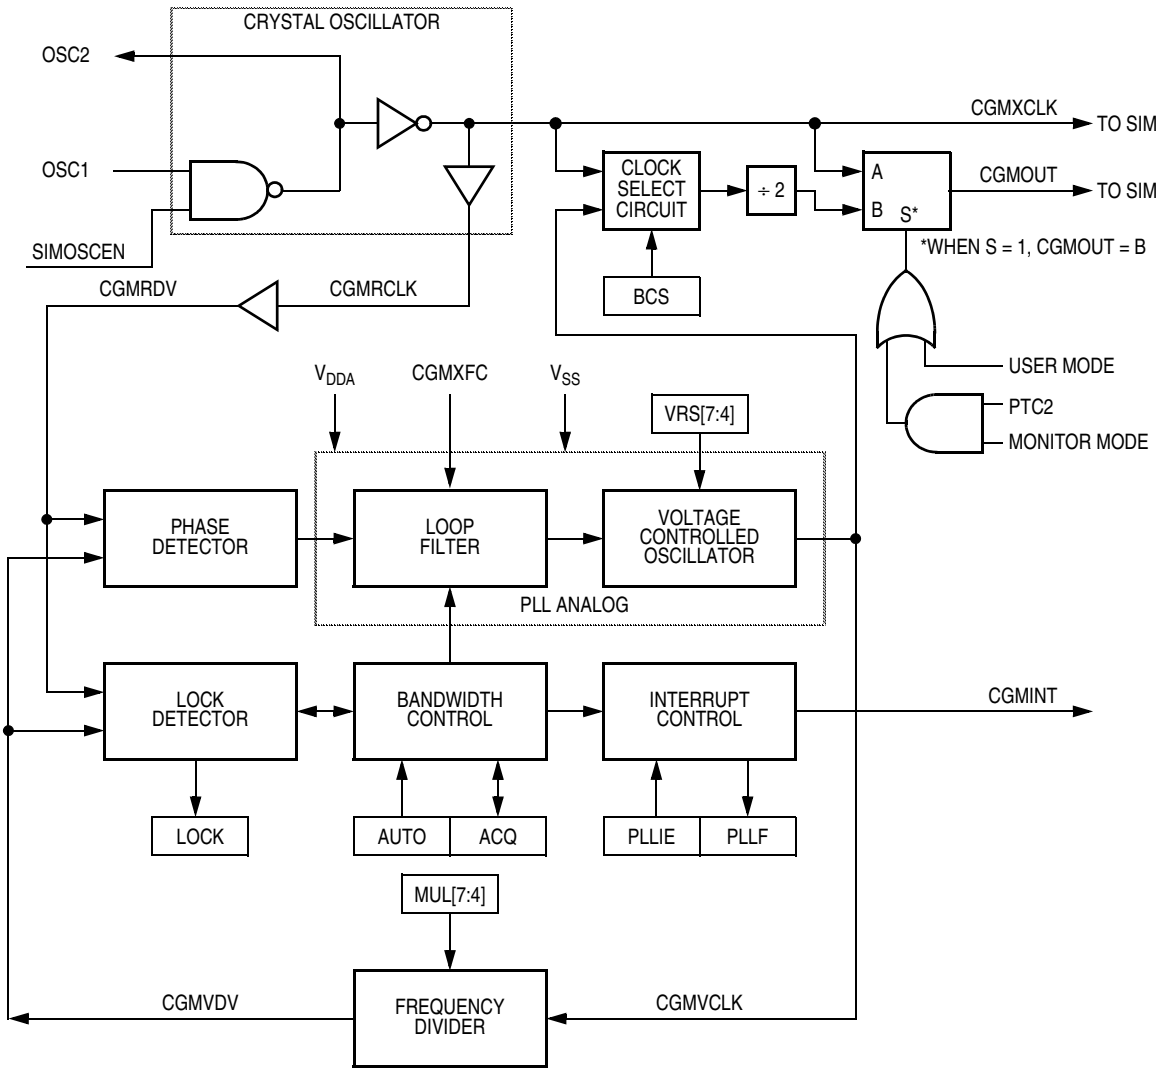 CRYSTAL OSCILLATOR
OSC2
CGMXCLK
TO SIM
OSC1
CLOCK
SELECT
CIRCUIT
÷ 2
A
B
S*
CGMOUT
TO SIM
SIMOSCEN
*WHEN S = 1, CGMOUT = B
CGMRDV
CGMRCLK
BCS
USER MODE
VDDA
CGMXFC
VSS
VRS[7:4]
PTC2
MONITOR MODE
PHASE
DETECTOR
LOOP
FILTER
VOLTAGE
CONTROLLED
OSCILLATOR
PLL ANALOG
LOCK
DETECTOR
BANDWIDTH
CONTROL
INTERRUPT
CONTROL
CGMINT
LOCK
AUTO
ACQ
PLLIE
PLLF
MUL[7:4]
CGMVDV
FREQUENCY
DIVIDER
CGMVCLK